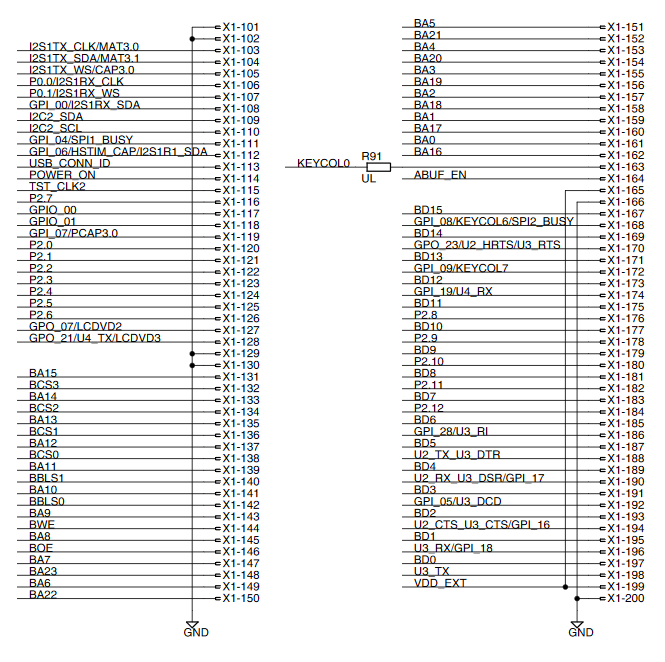 X1-101
X1-102
I2S1TX_CLK/MAT3.0 X1-103
I2S1TX_SDA/MAT3.1 X1-104
I2S1TX_WS/CAP3.0 X1-105
P0.0/I2S1RX_CLK X1-106
P0.1/I2S1RX_WS X1-107
GPI_00/I2S1RX_SDA X1-108
I2C2_SDA X1-109
I2C2_SCL X1-110
GPI_04/SPI1_BUSY X1-111
GPI_06/HSTIM_CAP/I2S1R1_SDA X1-112
USB_CONN_ID X1-113
POWER_ON X1-114
TST_CLK2 X1-115
P2.7 X1-116
GPIO_00 X1-117
GPIO_01 X1-118
GPI_07/PCAP3.0 X1-119
P2.0 X1-120
P2.1 X1-121
P2.2 X1-122
P2.3 X1-123
P2.4 X1-124
P2.5 X1-125
P2.6 X1-126
GPO_07/LCDVD2 X1-127
GPO_21/U4_TX/LCDVD3 X1-128
X1-129
X1-130
BA15 X1-131
BCS3 X1-132
BA14 X1-133
BCS2 X1-134
BA13 X1-135
BCS1 X1-136
BA12 X1-137
BCS0 X1-138
BA11 X1-139
BBLS1 X1-140
BA10 X1-141
BBLS0 X1-142
BA9 X1-143
BWE X1-144
BA8 X1-145
BOE X1-146
BA7 X1-147
BA23 X1-148
BA6 X1-149
BA22 X1-150
GND
BA5 X1-151
BA21 X1-152
BA4 X1-153
BA20 X1-154
BA3 X1-155
BA19 X1-156
BA2 X1-157
BA18 X1-158
BA1 X1-159
BA17 X1-160
BA0 X1-161
BA16 X1-162
R91
KEYCOL0 X1-163
UL
ABUF_EN X1-164
X1-165
X1-166
BD15 X1-167
GPI_08/KEYCOL6/SPI2_BUSY X1-168
BD14 X1-169
GPO_23/U2_HRTS/U3_RTS X1-170
BD13 X1-171
GPI_09/KEYCOL7 X1-172
BD12 X1-173
GPI_19/U4_RX X1-174
BD11 X1-175
P2.8 X1-176
BD10 X1-177
P2.9 X1-178
BD9 X1-179
P2.10 X1-180
BD8 X1-181
P2.11 X1-182
BD7 X1-183
P2.12 X1-184
BD6 X1-185
GPI_28/U3_RI X1-186
BD5 X1-187
U2_TX_U3_DTR X1-188
BD4 X1-189
U2_RX_U3_DSR/GPI_17 X1-190
BD3 X1-191
GPI_05/U3_DCD X1-192
BD2 X1-193
U2_CTS_U3_CTS/GPI_16 X1-194
BD1 X1-195
U3_RX/GPI_18 X1-196
BD0 X1-197
U3_TX X1-198
VDD_EXT X1-199
X1-200
GND